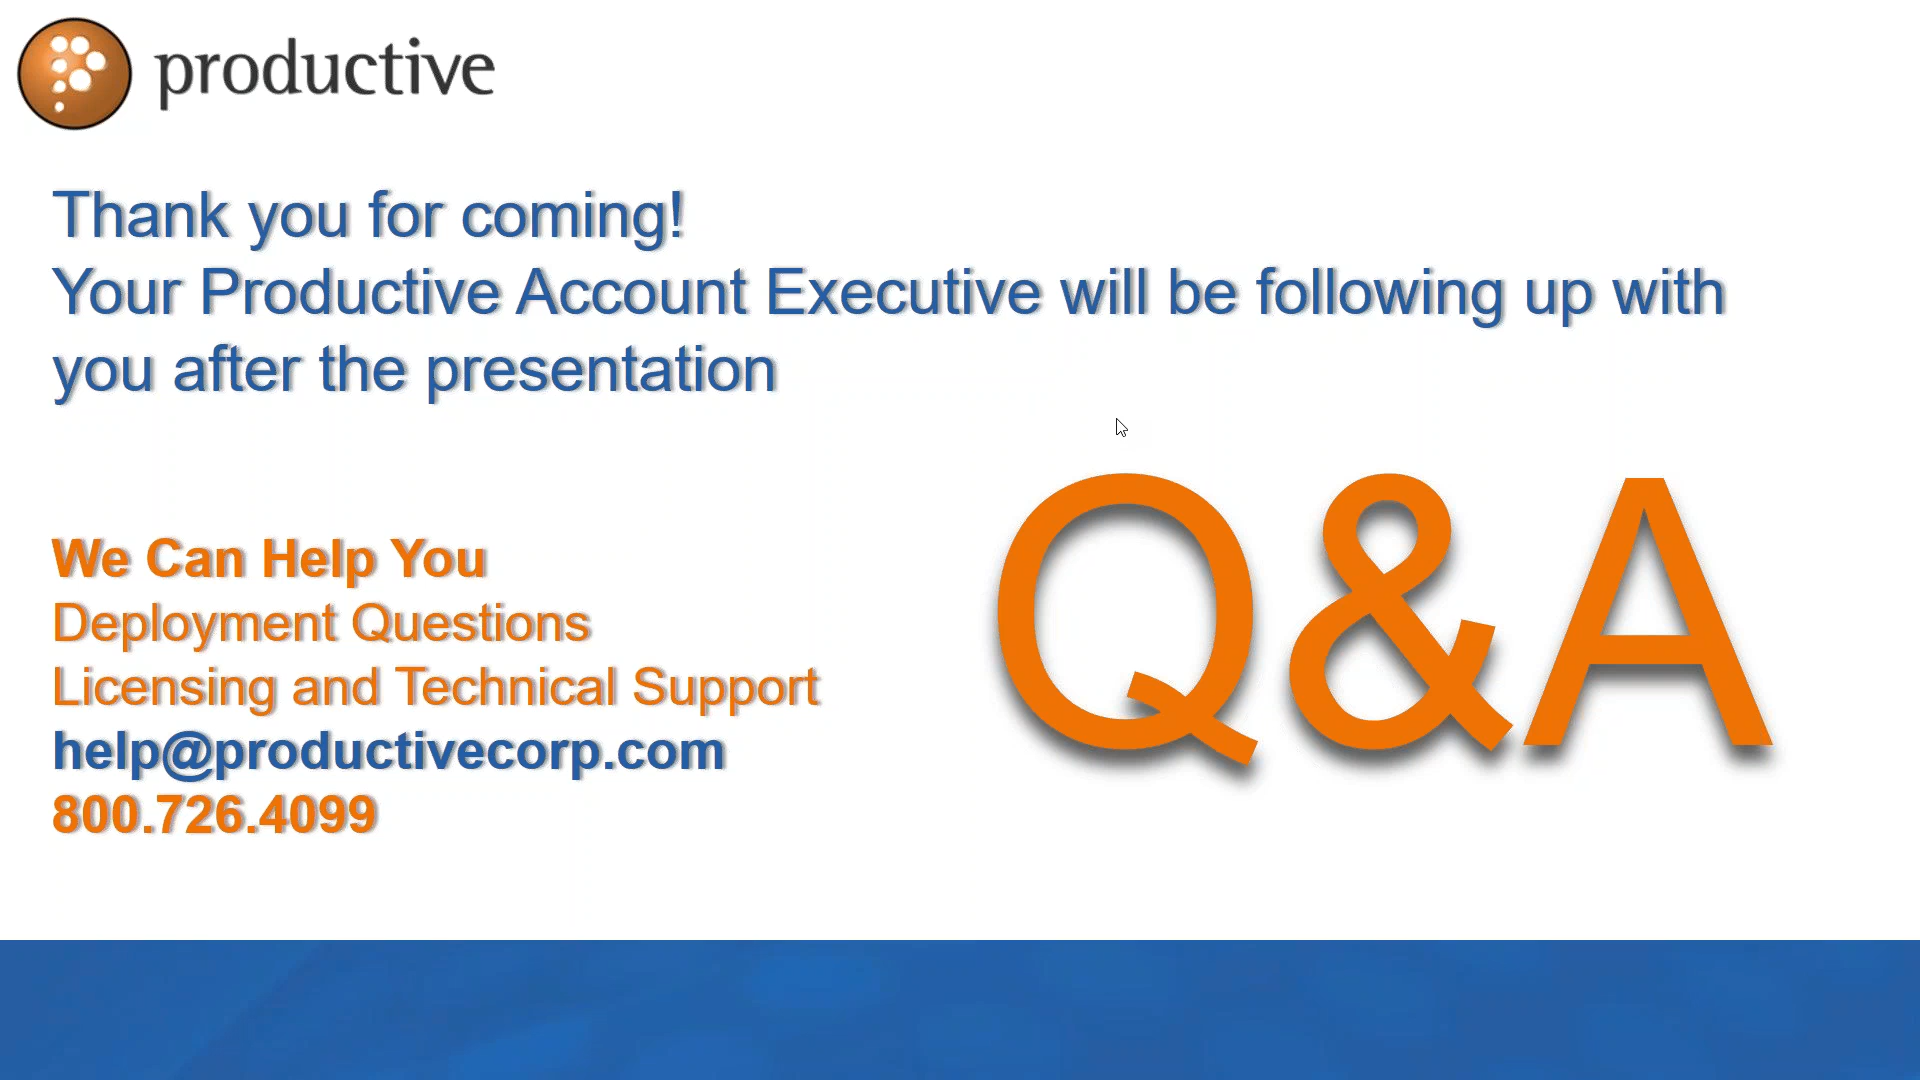 productive
Thank you for coming!
Your Productive Account Executive will be following up with
you after the presentation
We Can Help You
Deployment Questions
Licensing and Technical Support
help@productivecorp.com
800.726.4099
Q&A